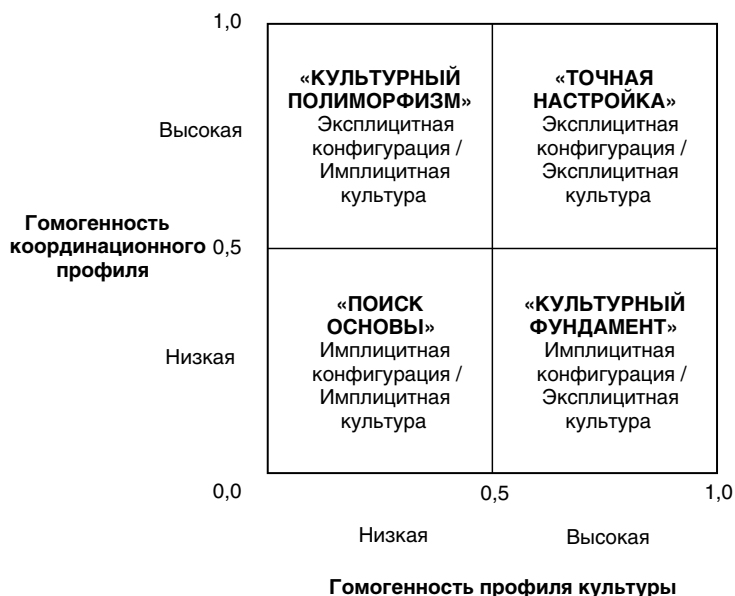 1,0
«КУЛЬТУРНЫЙ
ПОЛИМОРФИЗМ»
Эксплицитная
конфигурация /
Имплицитная
культура
«ТОЧНАЯ
НАСТРОЙКА»
Эксплицитная
конфигурация /
Эксплицитная
культура
Высокая
Гомогенность
координационного
профиля
0,5
«ПОИСК
ОСНОВЫ»
Имплицитная
конфигурация /
Имплицитная
культура
«КУЛЬТУРНЫЙ
ФУНДАМЕНТ»
Имплицитная
конфигурация /
Эксплицитная
культура
Низкая
0,0
0,5
1,0
Низкая
Высокая
Гомогенность профиля культуры